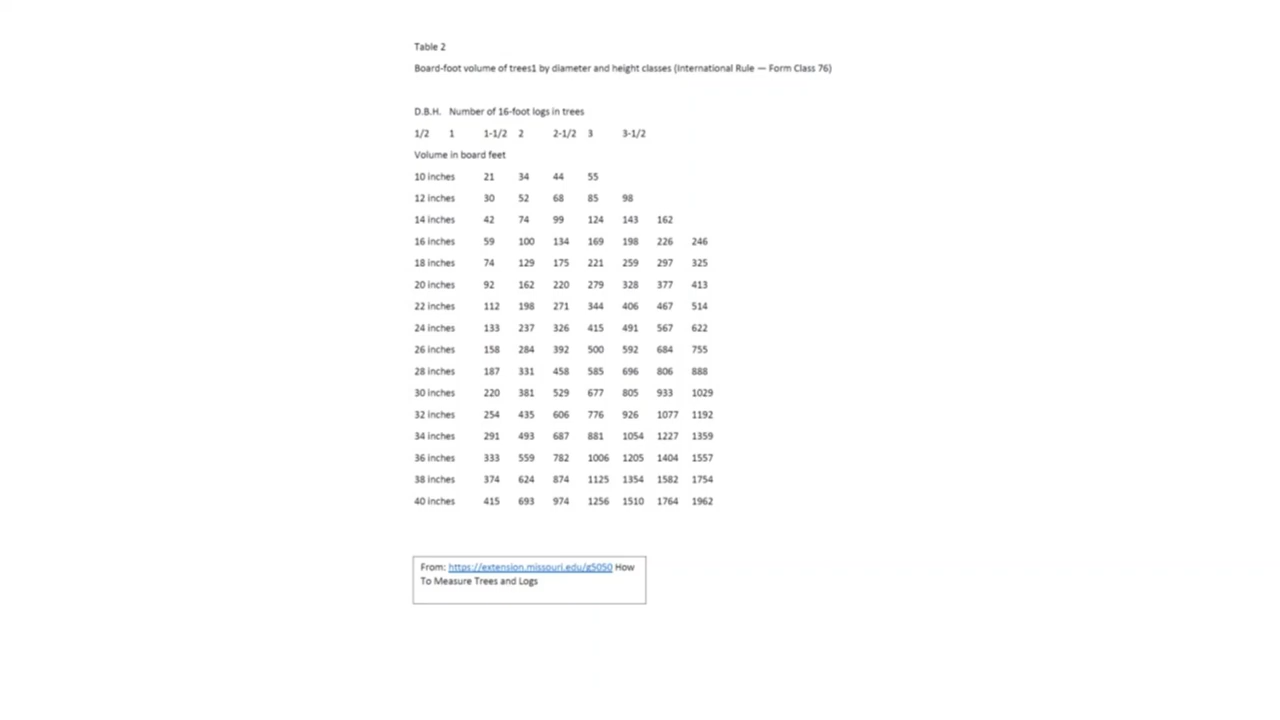 Table 2
Board-foot volume of trees1 by diameter and height classes (International Rule — Form Class 76)
D.B.H. Number of 16-foot logs in trees
1/2 1 1-1/2 2 2-1/2 3 3-1/2
Volume in board feet
10 inches 21 34 44 55
12 inches 30 52 68 85 98
14 inches 42 74 99 124 143 162
16 inches 59 100 134 169 198 226 246
18 inches 74 129 175 221 259 297 325
20 inches 92 162 220 279 328 377 413
22 inches 112 198 271 344 406 467 514
24 inches 133 237 326 415 491 567 622
26 inches 158 284 392 500 592 684 755
28 inches 187 331 458 585 696 806 888
30 inches 220 381 529 677 805 933 1029
32 inches 254 435 606 776 926 1077 1192
34 inches 291 493 687 881 1054 1227 1359
36 inches 333 559 782 1006 1205 1404 1557
38 inches 374 624 874 1125 1354 1582 1754
40 inches 415 693 974 1256 1510 1764 1962
From: https://extension.missouri.edu/g5050 How
To Measure Trees and Logs